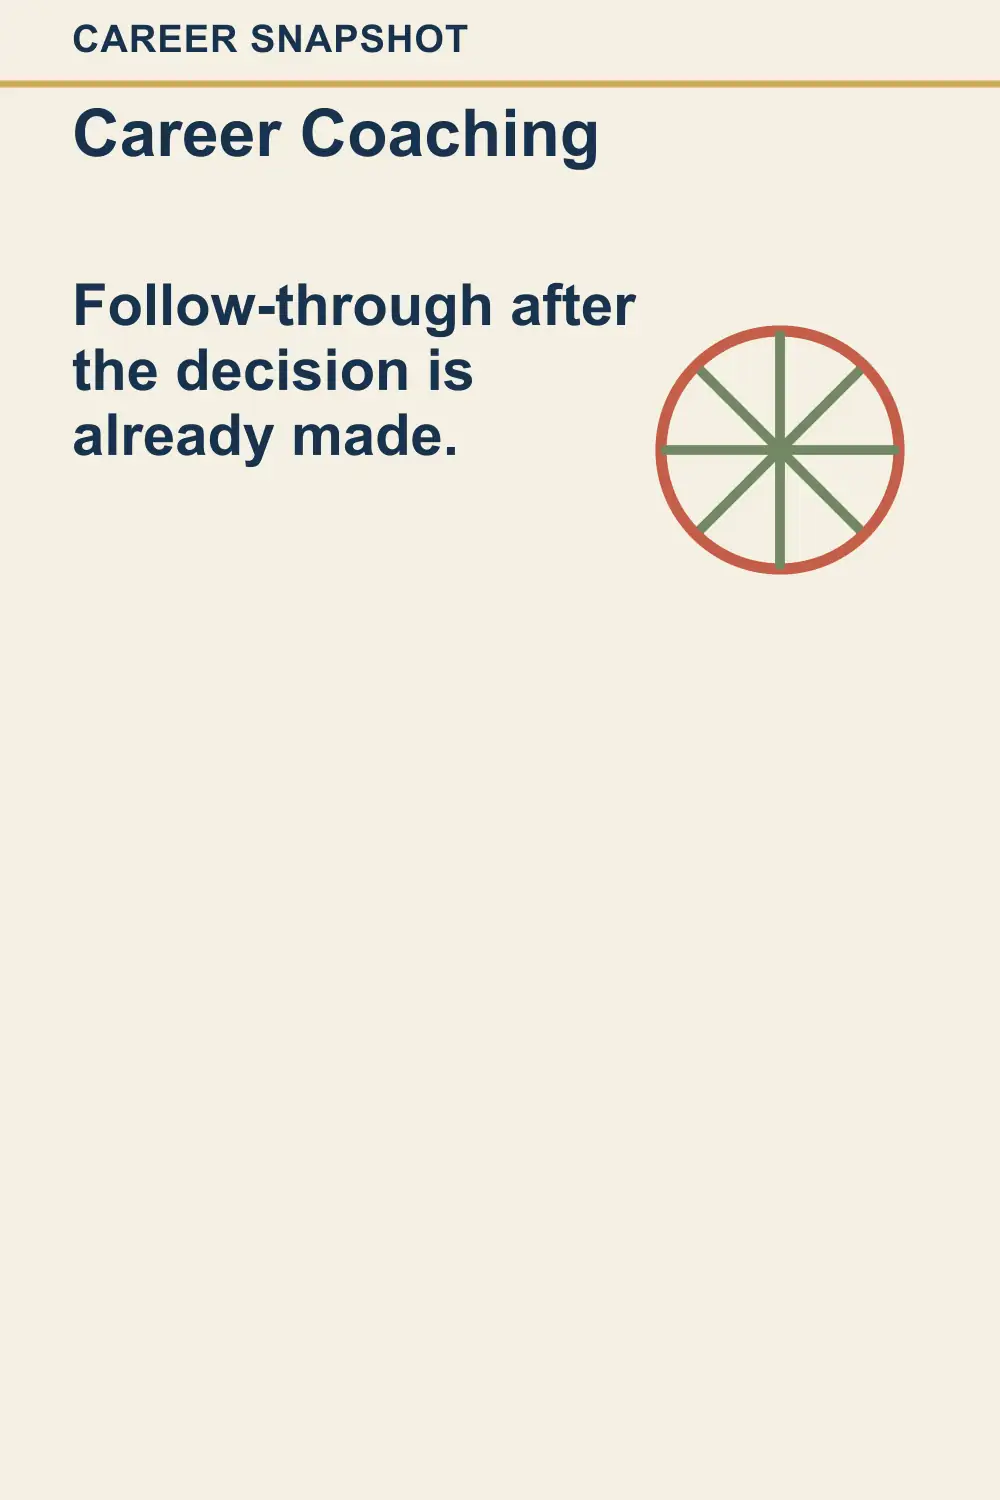 CAREER SNAPSHOT
Career Coaching
Follow-through after
the decision is
already made.